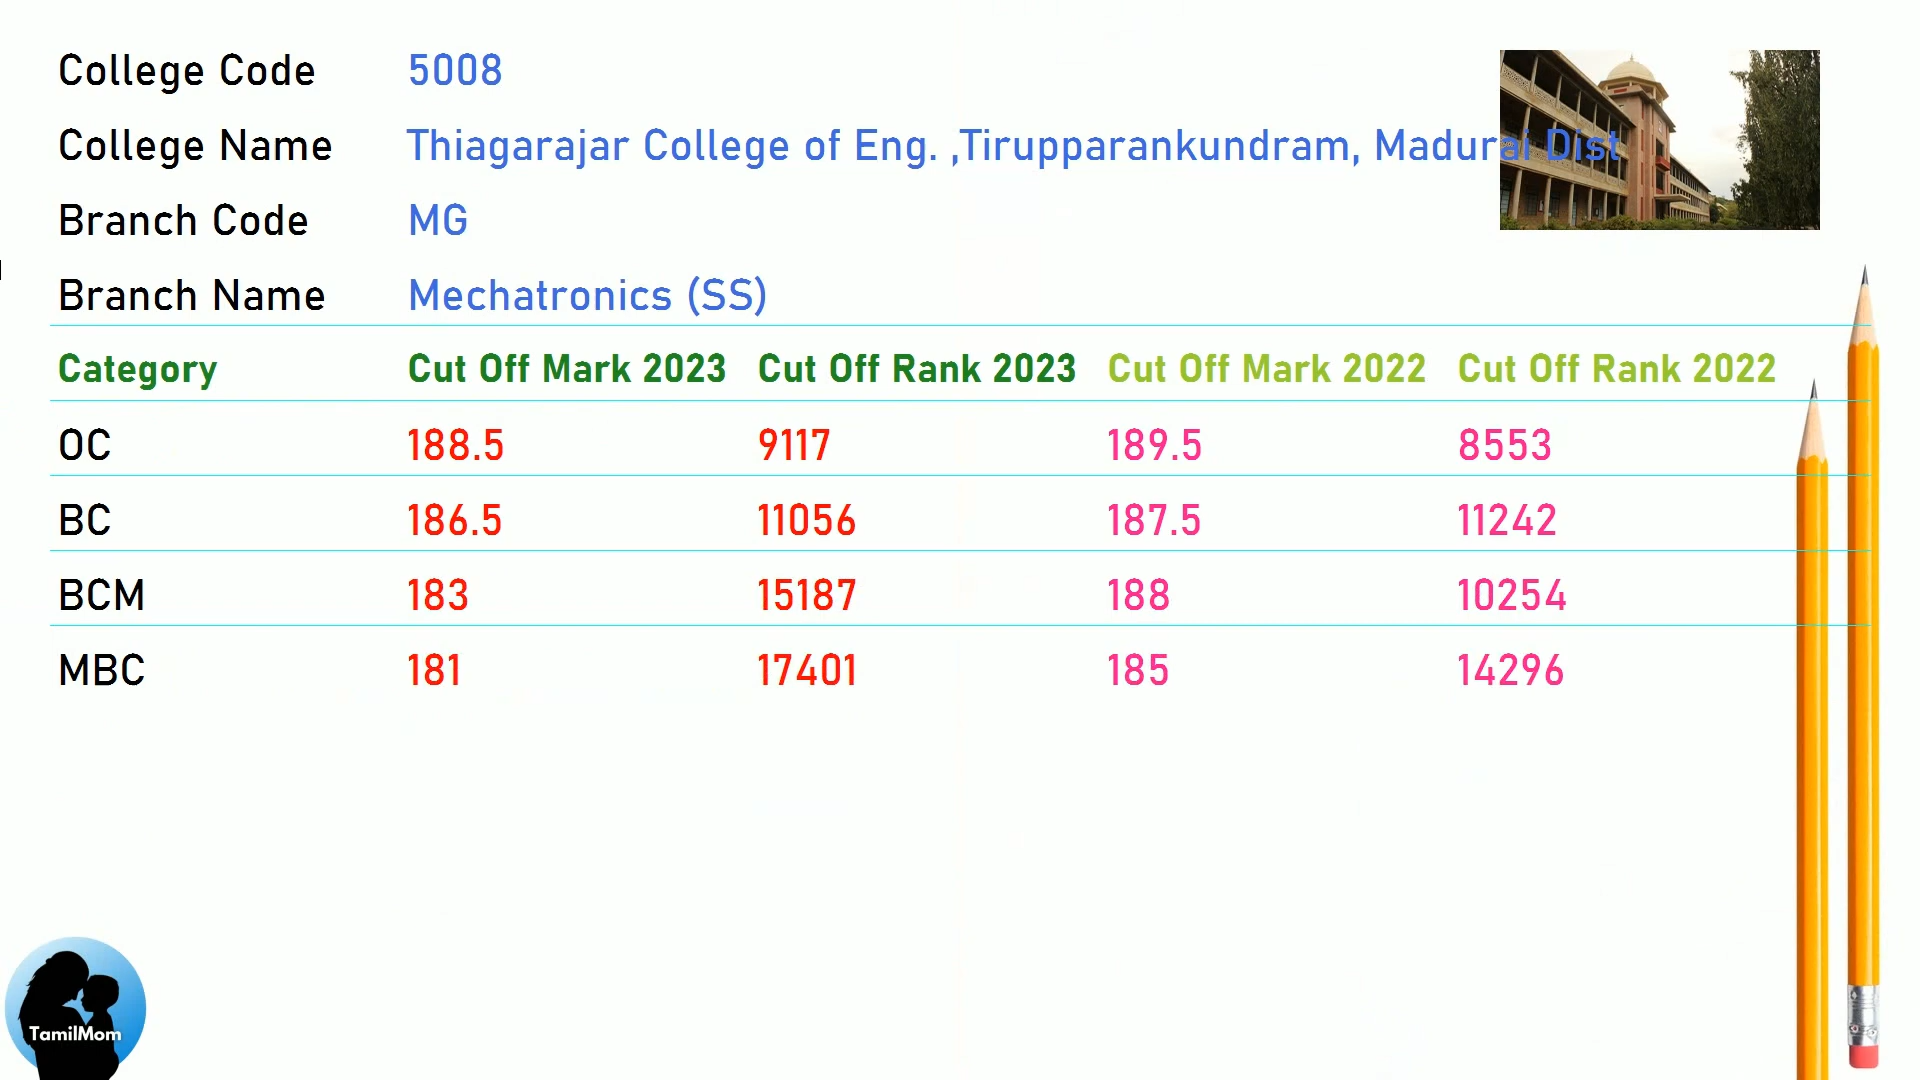 College Code 5008
College Name Thiagarajar College of Eng. ,Tirupparankundram, Madurai Dist
Branch Code MG
Branch Name Mechatronics (SS)
Category Cut Off Mark 2023 Cut Off Rank 2023 Cut Off Mark 2022 Cut Off Rank 2022
OC 188.5 9117 189.5 8553
BC 186.5 11056 187.5 11242
BCM 183 15187 188 10254
MBC 181 17401 185 14296
TamilMom